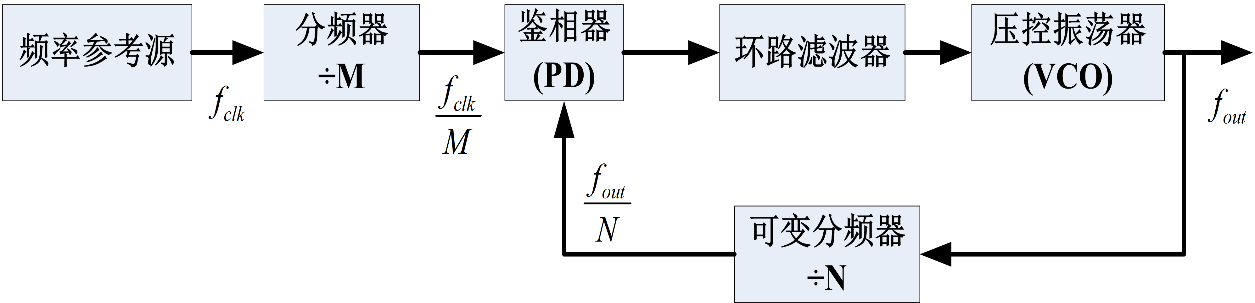 频率参考源
f_clk
分频器
÷M
f_clk
M
鉴相器
(PD)
环路滤波器
压控振荡器
(VCO)
f_out
f_out
N
可变分频器
÷N